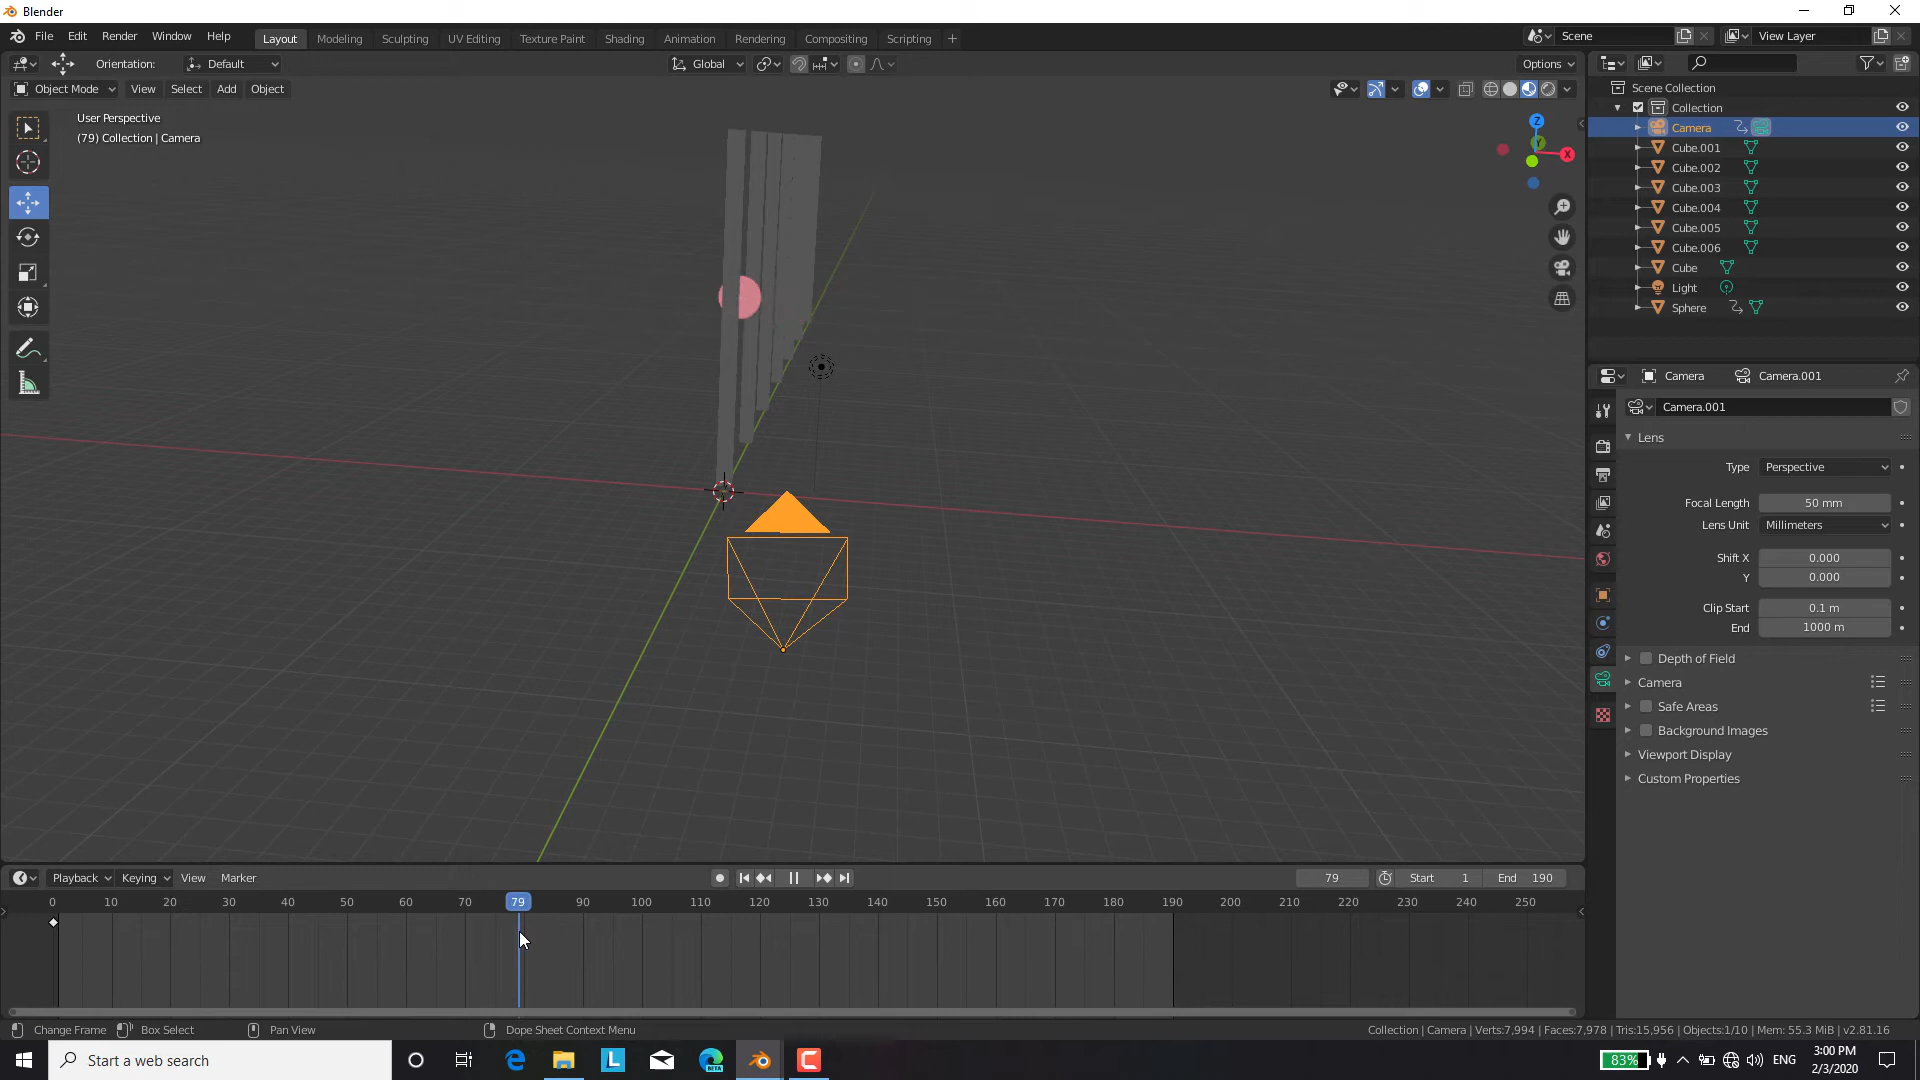 Blender
File Edit Render Window Help
Layout Modeling Sculpting UV Editing Texture Paint Shading Animation Rendering Compositing Scripting +
Scene View Layer
Orientation: Default Global Options
Object Mode View Select Add Object
User Perspective
(79) Collection | Camera
Z
X
Scene Collection
Collection
Camera
Cube.001
Cube.002
Cube.003
Cube.004
Cube.005
Cube.006
Cube
Light
Sphere
Camera Camera.001
Camera.001
Lens
Type Perspective
Focal Length 50 mm
Lens Unit Millimeters
Shift X 0.000
Y 0.000
Clip Start 0.1 m
End 1000 m
Depth of Field
Camera
Safe Areas
Background Images
Viewport Display
Custom Properties
Playback Keying View Marker 79 Start 1 End 190
0 10 20 30 40 50 60 70 79 90 100 110 120 130 140 150 160 170 180 190 200 210 220 230 240 250
Change Frame Box Select Pan View Dope Sheet Context Menu Collection | Camera | Verts:7,994 | Faces:7,978 | Tris:15,956 | Objects:1/10 | Mem: 55.3 MiB | v2.81.16
Start a web search
L
BETA
C
83%
ENG
3:00 PM
2/3/2020